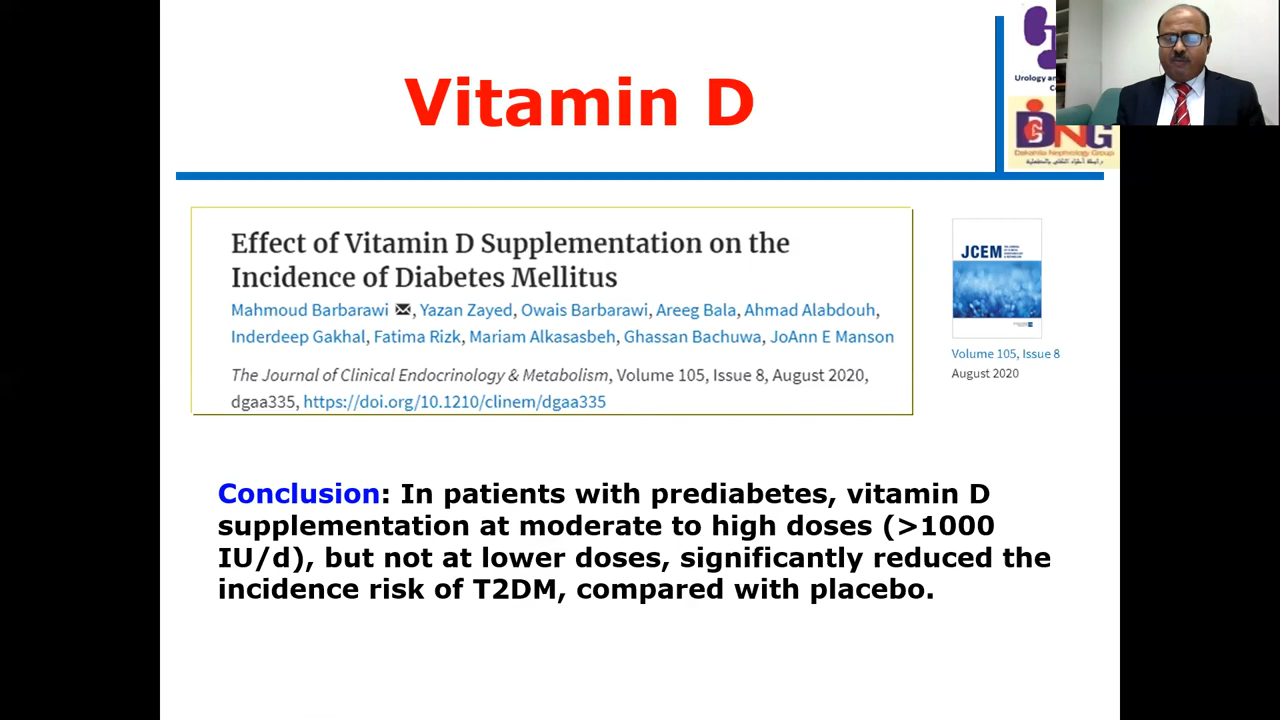 Vitamin D
Urology and
DNG
Dakahlia Nephrology Group
Effect of Vitamin D Supplementation on the
Incidence of Diabetes Mellitus
Mahmoud Barbarawi, Yazan Zayed, Owais Barbarawi, Areeg Bala, Ahmad Alabdouh,
Inderdeep Gakhal, Fatima Rizk, Mariam Alkasasbeh, Ghassan Bachuwa, JoAnn E Manson
The Journal of Clinical Endocrinology & Metabolism, Volume 105, Issue 8, August 2020,
dgaa335, https://doi.org/10.1210/clinem/dgaa335
JCEM
Volume 105, Issue 8
August 2020
Conclusion: In patients with prediabetes, vitamin D
supplementation at moderate to high doses (>1000
IU/d), but not at lower doses, significantly reduced the
incidence risk of T2DM, compared with placebo.